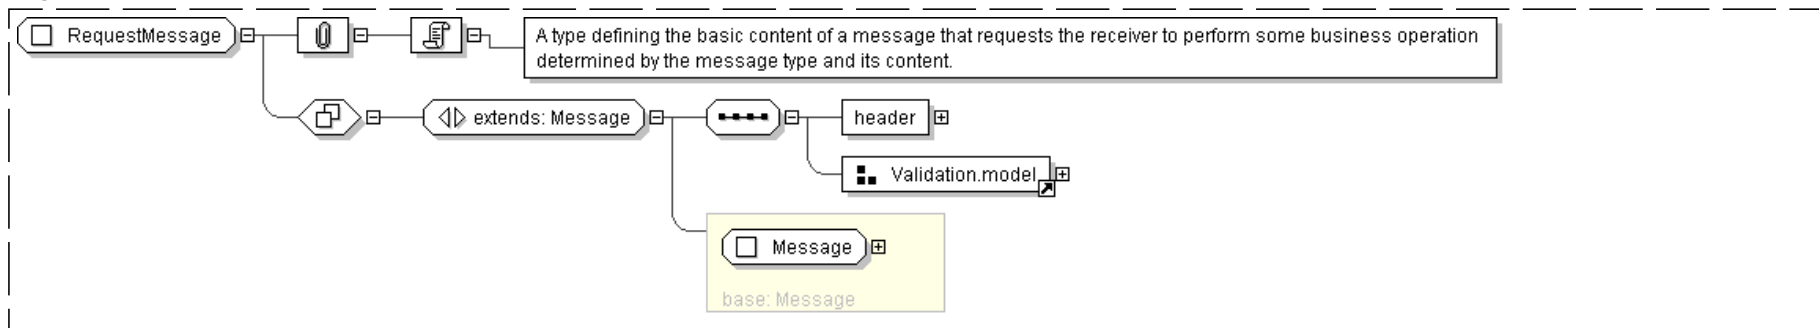 RequestMessage
A type defining the basic content of a message that requests the receiver to perform some business operation
determined by the message type and its content.
extends: Message
header
Validation.model
Message
base: Message